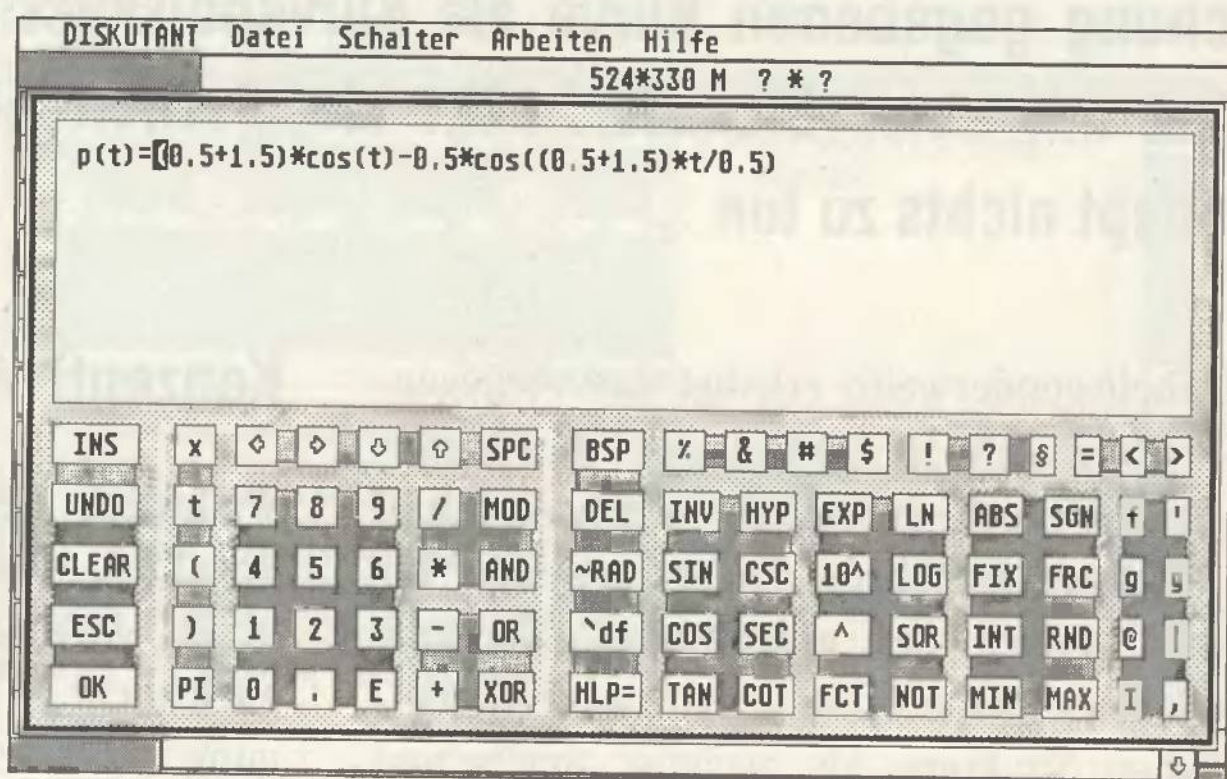 DISKUTANT Datei Schalter Arbeiten Hilfe
524*330 M ? * ?
p(t)=(0.5+1.5)*cos(t)-0.5*cos((0.5+1.5)*t/0.5)
INS x ⇦ ⇨ ⇩ ⇧ SPC BSP % & # $ ! ? § = < >
UNDO t 7 8 9 / MOD DEL INV HYP EXP LN ABS SGN f '
CLEAR ( 4 5 6 * AND ~RAD SIN CSC 10^ LOG FIX FRC g
ESC ) 1 2 3 - OR `df COS SEC ^ SQR INT RND @ |
OK PI 0 . E + XOR HLP= TAN COT FCT NOT MIN MAX I ,